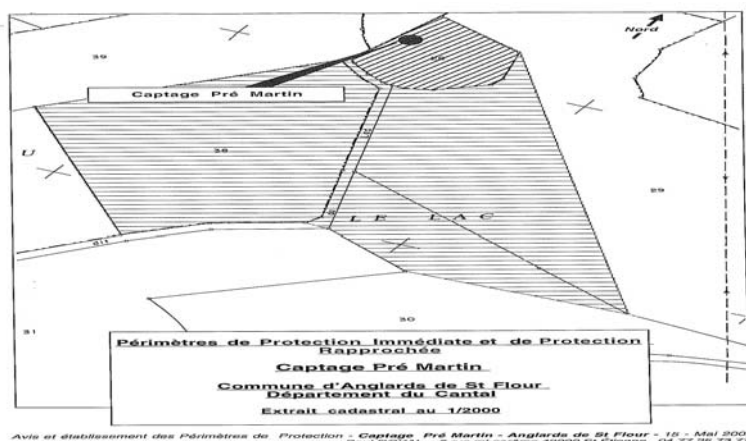 Nord
39
Captage Pré Martin
38
U
29
LE LAC
dit
31
30
Périmètres de Protection Immédiate et de Protection
Rapprochée
Captage Pré Martin
Commune d'Anglards de St Flour
Département du Cantal
Extrait cadastral au 1/2000
Avis et établissement des Périmètres de Protection - Captage Pré Martin - Anglards de St Flour - 15 - Mai 200